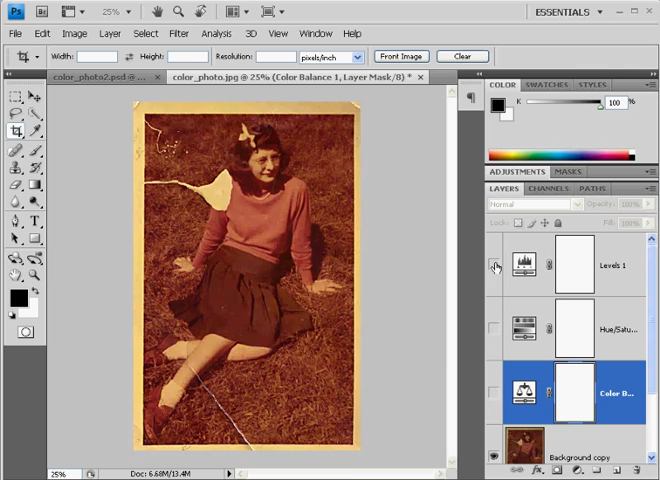 Ps Br 25% ESSENTIALS
File Edit Image Layer Select Filter Analysis 3D View Window Help
Width: Height: Resolution: pixels/inch Front Image Clear
color_photo2.psd @ ... × color_photo.jpg @ 25% (Color Balance 1, Layer Mask/8) * ×
COLOR SWATCHES STYLES
K 100 %
ADJUSTMENTS MASKS
LAYERS CHANNELS PATHS
Normal Opacity: 100%
Lock: Fill: 100%
Levels 1
Hue/Satu...
Color B...
Background copy
25% Doc: 6.68M/13.4M